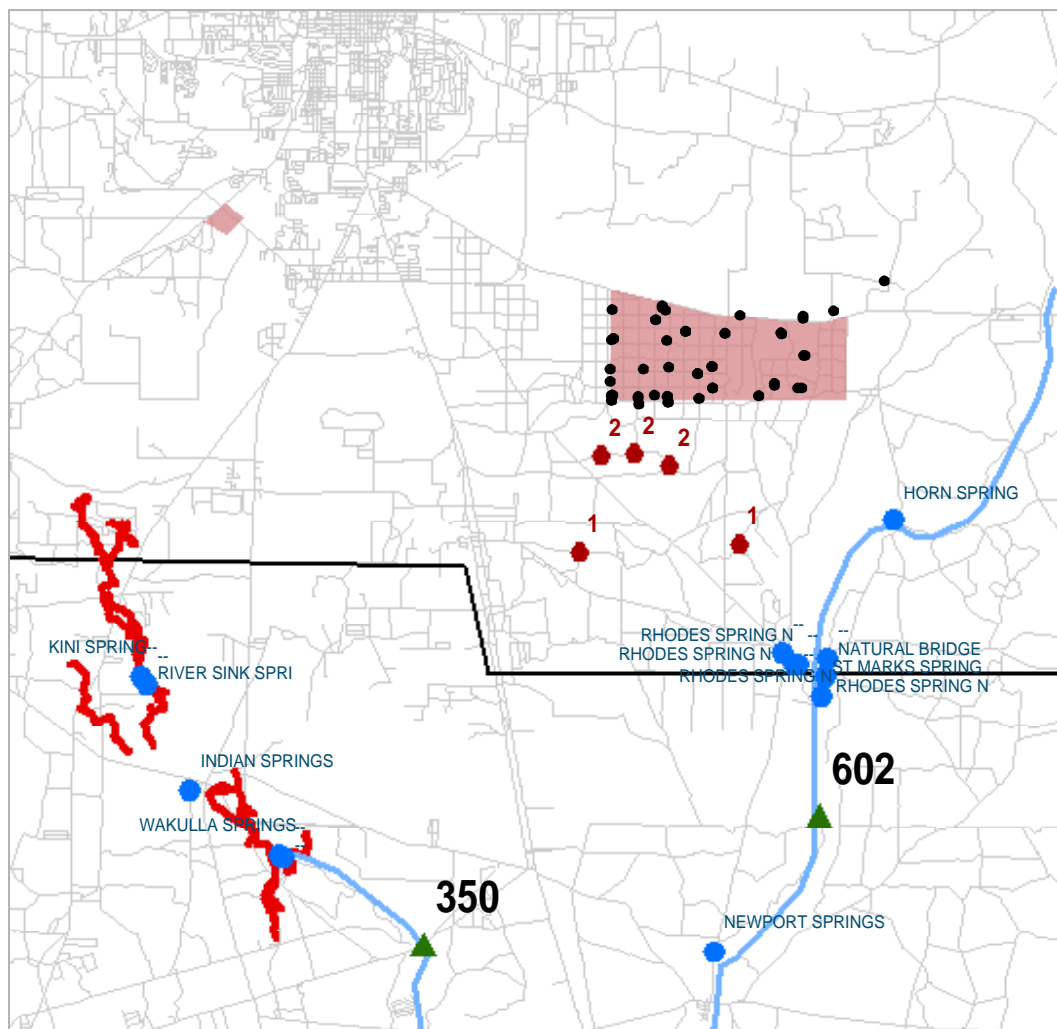 2
2
2
HORN SPRING
1
1
RHODES SPRING N--
--
--
KINI SPRING--
--
NATURAL BRIDGE
RHODES SPRING N--
ST MARKS SPRING
RIVER SINK SPRI
RHODES SPRING N
RHODES SPRING N
INDIAN SPRINGS
602
WAKULLA SPRINGS--
--
350
NEWPORT SPRINGS